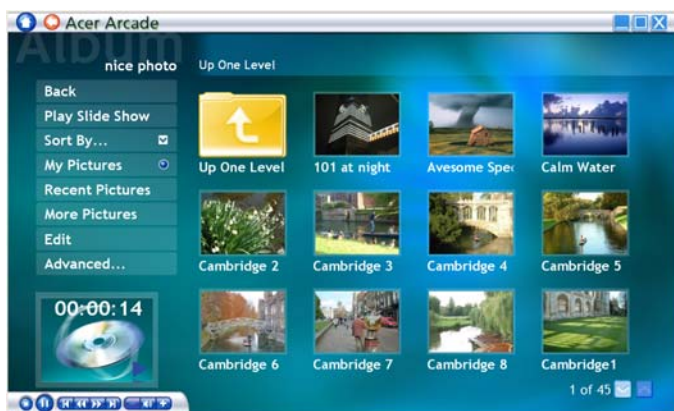 Acer Arcade
Album
nice photo
Up One Level
Back
Play Slide Show
Sort By...
My Pictures
Recent Pictures
More Pictures
Edit
Advanced...
00:00:14
Up One Level
101 at night
Avesome Spec
Calm Water
Cambridge 2
Cambridge 3
Cambridge 4
Cambridge 5
Cambridge 6
Cambridge 7
Cambridge 8
Cambridge1
1 of 45